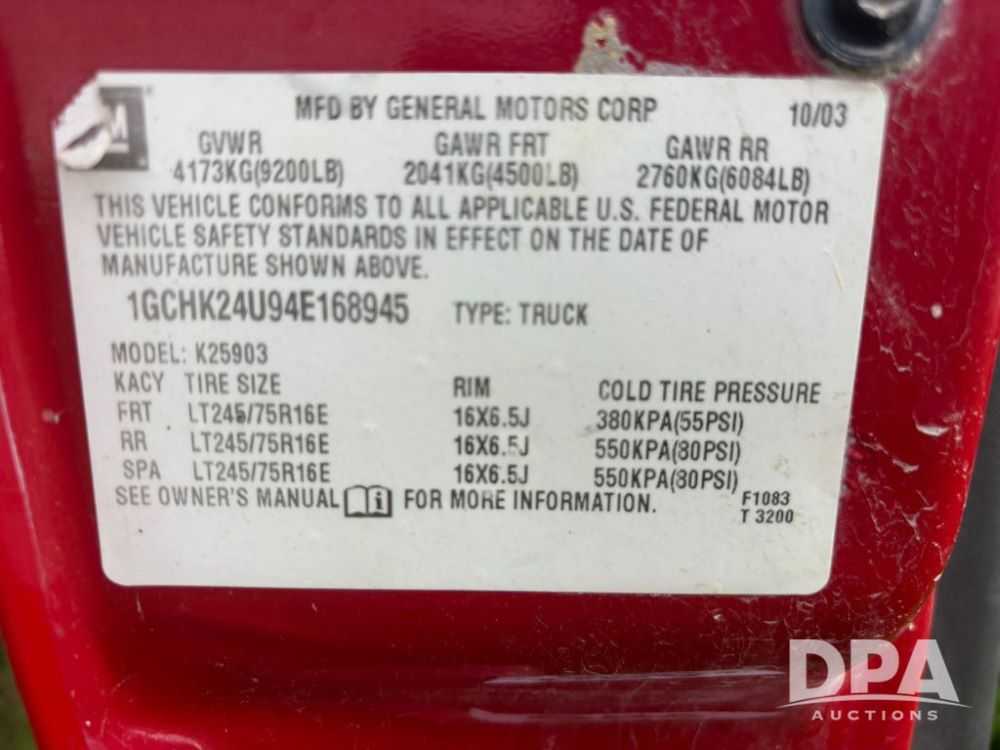 M
MFD BY GENERAL MOTORS CORP 10/03
GVWR GAWR FRT GAWR RR
4173KG(9200LB) 2041KG(4500LB) 2760KG(6084LB)
THIS VEHICLE CONFORMS TO ALL APPLICABLE U.S. FEDERAL MOTOR
VEHICLE SAFETY STANDARDS IN EFFECT ON THE DATE OF
MANUFACTURE SHOWN ABOVE.
1GCHK24U94E168945 TYPE: TRUCK
MODEL: K25903
KACY TIRE SIZE RIM COLD TIRE PRESSURE
FRT LT245/75R16E 16X6.5J 380KPA(55PSI)
RR LT245/75R16E 16X6.5J 550KPA(80PSI)
SPA LT245/75R16E 16X6.5J 550KPA(80PSI)
SEE OWNER'S MANUAL i FOR MORE INFORMATION.
F1083
T 3200
DPA
AUCTIONS